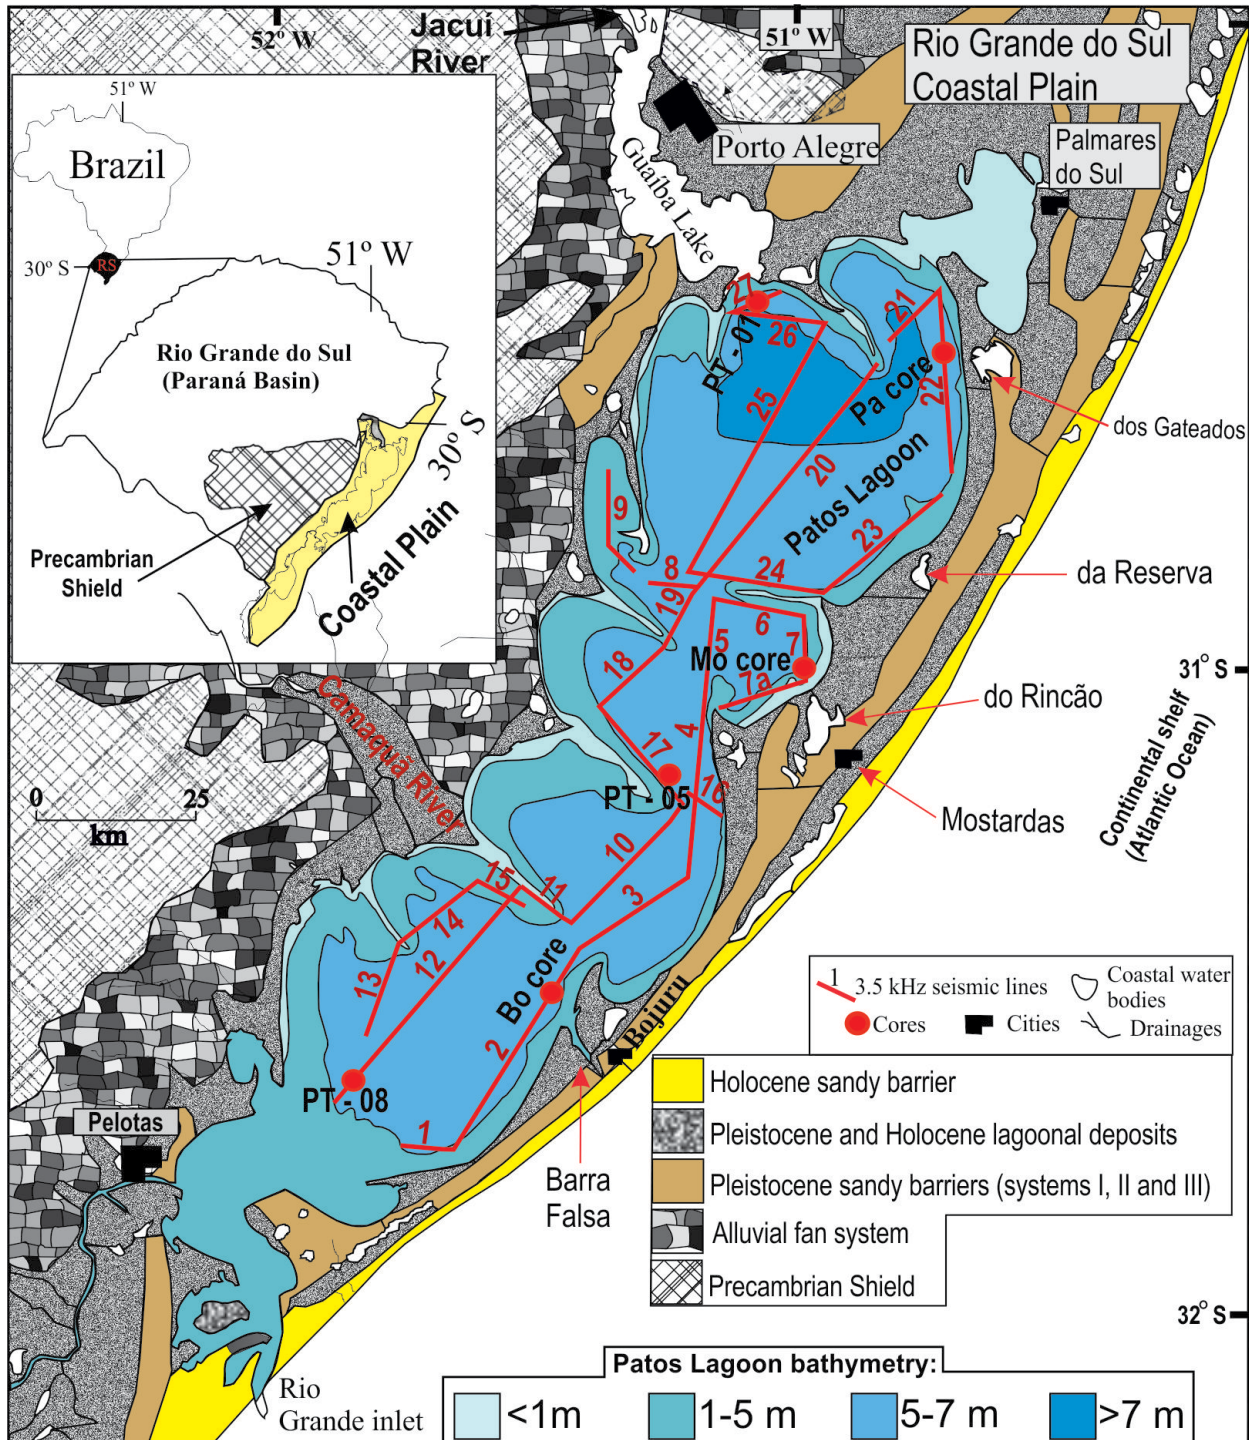 Jacuí
River
52° W
51° W
Rio Grande do Sul
Coastal Plain
51° W
Brazil
30° S
RS
51° W
Rio Grande do Sul
(Paraná Basin)
30° S
Precambrian
Shield
Coastal Plain
Guaíba Lake
Porto Alegre
Palmares
do Sul
27
PT - 01
26
25
21
Pa core
22
dos Gateados
20
Patos Lagoon
23
9
8
24
19
da Reserva
6
5
7
18
Mo core
7a
31° S
do Rincão
4
17
16
PT - 05
Mostardas
Continental shelf
(Atlantic Ocean)
Camaquã River
0
25
km
10
3
15
11
14
12
13
Bo core
2
Bojuru
PT - 08
1
Pelotas
Barra
Falsa
Rio
Grande inlet
32° S
1
3.5 kHz seismic lines
Coastal water
bodies
Cores
Cities
Drainages
Holocene sandy barrier
Pleistocene and Holocene lagoonal deposits
Pleistocene sandy barriers (systems I, II and III)
Alluvial fan system
Precambrian Shield
Patos Lagoon bathymetry:
<1m
1-5 m
5-7 m
>7 m